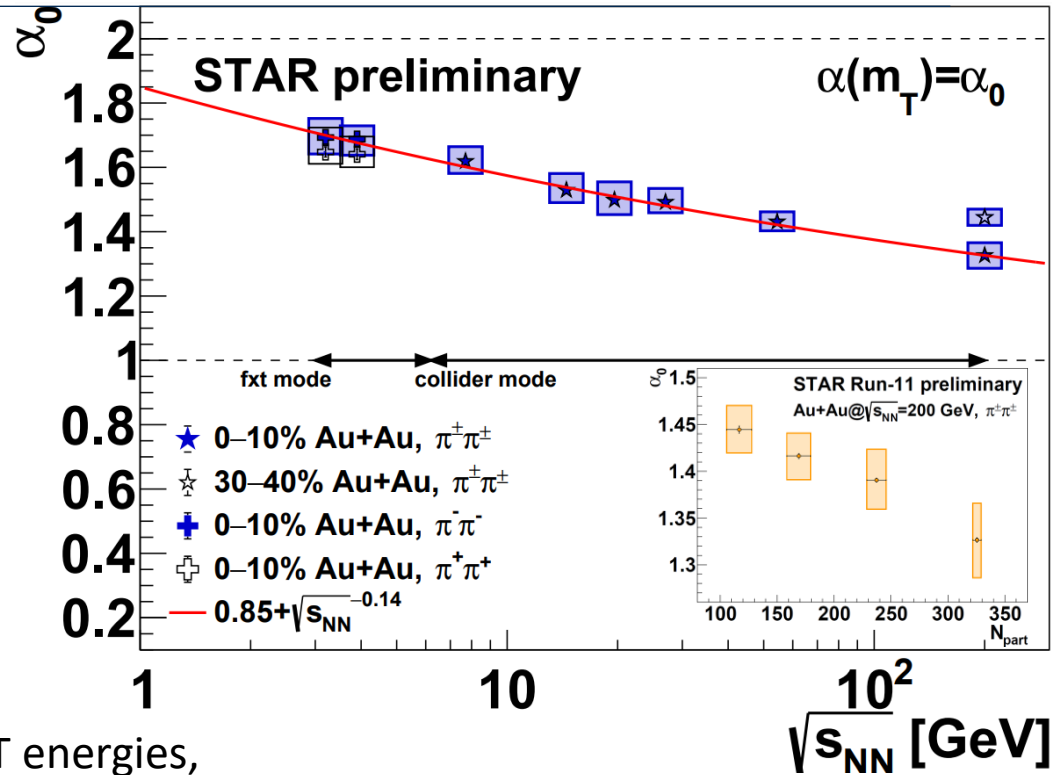 α₀
2
1.8
1.6
1.4
1.2
1
0.8
0.6
0.4
0.2
STAR preliminary
α(m_T)=α₀
fxt mode
collider mode
0–10% Au+Au, π±π±
30–40% Au+Au, π±π±
0–10% Au+Au, π⁻π⁻
0–10% Au+Au, π⁺π⁺
0.85+√s_NN^−0.14
α₀
1.5
1.45
1.4
1.35
1.3
STAR Run-11 preliminary
Au+Au@√s_NN=200 GeV, π±π±
100 150 200 250 300 350
N_part
1 10 10²
√s_NN [GeV]
T energies,